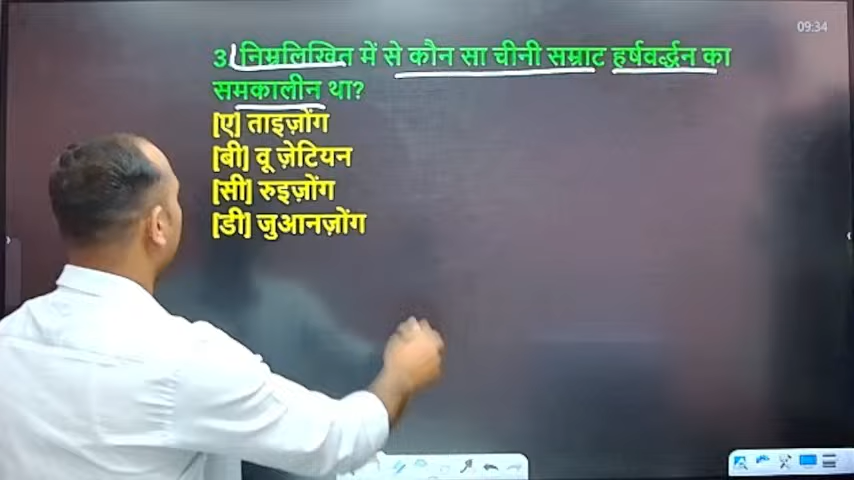 09:34
3. निम्नलिखित में से कौन सा चीनी सम्राट हर्षवर्द्धन का
समकालीन था?
[ए] ताइज़ोंग
[बी] वू ज़ेटियन
[सी] रुइज़ोंग
[डी] जुआनज़ोंग